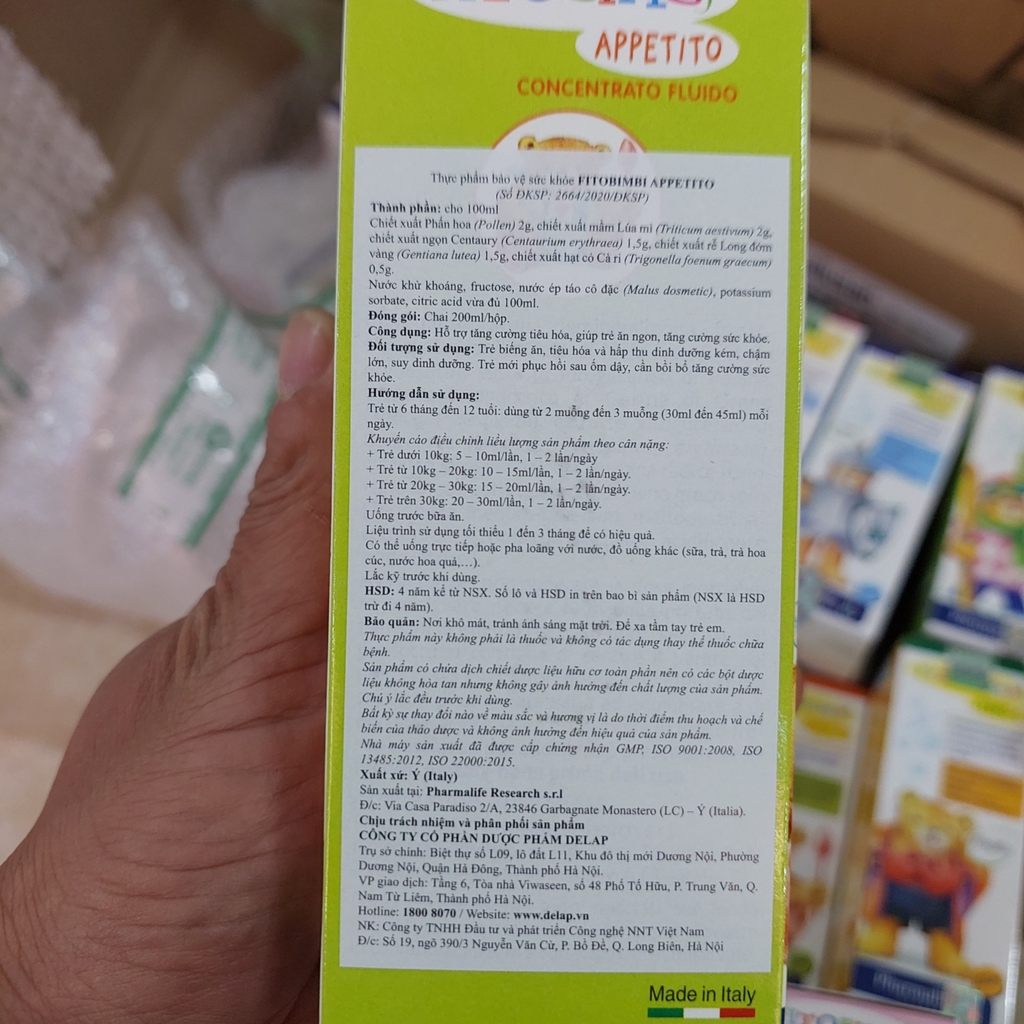 APPETITO
CONCENTRATO FLUIDO
Thực phẩm bảo vệ sức khỏe FITOBIMBI APPETITO
(Số ĐKSP: 2664/2020/ĐKSP)
Thành phần: cho 100ml
Chiết xuất Phấn hoa (Pollen) 2g, chiết xuất mầm Lúa mì (Triticum aestivum) 2g,
chiết xuất ngọn Centaury (Centaurium erythraea) 1,5g, chiết xuất rễ Long đởm
vàng (Gentiana lutea) 1,5g, chiết xuất hạt cỏ Cà ri (Trigonella foenum graecum)
0,5g.
Nước khử khoáng, fructose, nước ép táo cô đặc (Malus dosmetic), potassium
sorbate, citric acid vừa đủ 100ml.
Đóng gói: Chai 200ml/hộp.
Công dụng: Hỗ trợ tăng cường tiêu hóa, giúp trẻ ăn ngon, tăng cường sức khỏe.
Đối tượng sử dụng: Trẻ biếng ăn, tiêu hóa và hấp thu dinh dưỡng kém, chậm
lớn, suy dinh dưỡng. Trẻ mới phục hồi sau ốm dậy, cần bồi bổ tăng cường sức
khỏe.
Hướng dẫn sử dụng:
Trẻ từ 6 tháng đến 12 tuổi: dùng từ 2 muỗng đến 3 muỗng (30ml đến 45ml) mỗi
ngày.
Khuyến cáo điều chỉnh liều lượng sản phẩm theo cân nặng:
+ Trẻ dưới 10kg: 5 – 10ml/lần, 1 – 2 lần/ngày
+ Trẻ từ 10kg – 20kg: 10 – 15ml/lần, 1 – 2 lần/ngày.
+ Trẻ từ 20kg – 30kg: 15 – 20ml/lần, 1 – 2 lần/ngày.
+ Trẻ trên 30kg: 20 – 30ml/lần, 1 – 2 lần/ngày.
Uống trước bữa ăn.
Liệu trình sử dụng tối thiểu 1 đến 3 tháng để có hiệu quả.
Có thể uống trực tiếp hoặc pha loãng với nước, đồ uống khác (sữa, trà, trà hoa
cúc, nước hoa quả,...).
Lắc kỹ trước khi dùng.
HSD: 4 năm kể từ NSX. Số lô và HSD in trên bao bì sản phẩm (NSX là HSD
trừ đi 4 năm).
Bảo quản: Nơi khô mát, tránh ánh sáng mặt trời. Để xa tầm tay trẻ em.
Thực phẩm này không phải là thuốc và không có tác dụng thay thế thuốc chữa
bệnh.
Sản phẩm có chứa dịch chiết dược liệu hữu cơ toàn phần nên có các bột dược
liệu không hòa tan nhưng không gây ảnh hưởng đến chất lượng của sản phẩm.
Chú ý lắc đều trước khi dùng.
Bất kỳ sự thay đổi nào về màu sắc và hương vị là do thời điểm thu hoạch và chế
biến của thảo dược và không ảnh hưởng đến hiệu quả của sản phẩm.
Nhà máy sản xuất đã được cấp chứng nhận GMP, ISO 9001:2008, ISO
13485:2012, ISO 22000:2015.
Xuất xứ: Ý (Italy)
Sản xuất tại: Pharmalife Research s.r.l
Đ/c: Via Casa Paradiso 2/A, 23846 Garbagnate Monastero (LC) – Ý (Italia).
Chịu trách nhiệm và phân phối sản phẩm
CÔNG TY CỔ PHẦN DƯỢC PHẨM DELAP
Trụ sở chính: Biệt thự số L09, lô đất L11, Khu đô thị mới Dương Nội, Phường
Dương Nội, Quận Hà Đông, Thành phố Hà Nội.
VP giao dịch: Tầng 6, Tòa nhà Viwaseen, số 48 Phố Tố Hữu, P. Trung Văn, Q.
Nam Từ Liêm, Thành phố Hà Nội.
Hotline: 1800 8070 / Website: www.delap.vn
NK: Công ty TNHH Đầu tư và phát triển Công nghệ NNT Việt Nam
Đ/c: Số 19, ngõ 390/3 Nguyễn Văn Cừ, P. Bồ Đề, Q. Long Biên, Hà Nội
Made in Italy